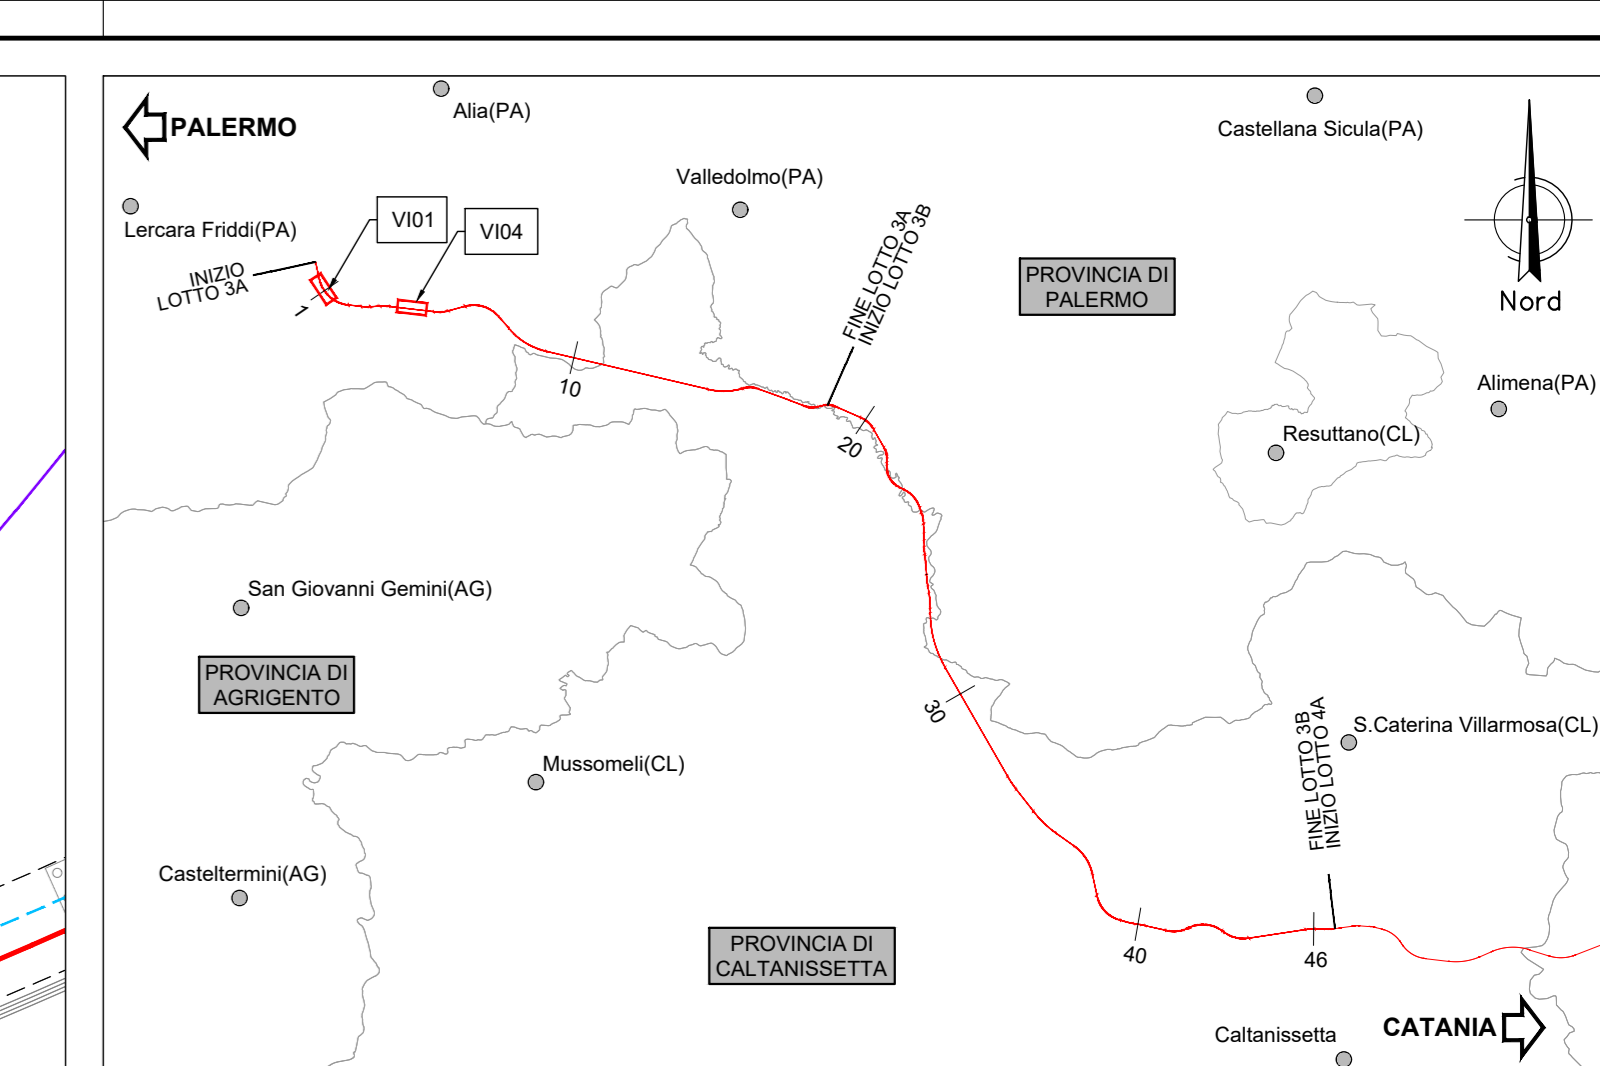 Alia(PA)
PALERMO
Castellana Sicula(PA)
Valledolmo(PA)
Lercara Friddi(PA)
VI01
VI04
INIZIO
LOTTO 3A
1
FINE LOTTO 3A
INIZIO LOTTO 3B
PROVINCIA DI
PALERMO
Nord
10
Alimena(PA)
20
Resuttano(CL)
San Giovanni Gemini(AG)
PROVINCIA DI
AGRIGENTO
30
FINE LOTTO 3B
INIZIO LOTTO 4A
S.Caterina Villarmosa(CL)
Mussomeli(CL)
Casteltermini(AG)
PROVINCIA DI
CALTANISSETTA
40
46
Caltanissetta
CATANIA